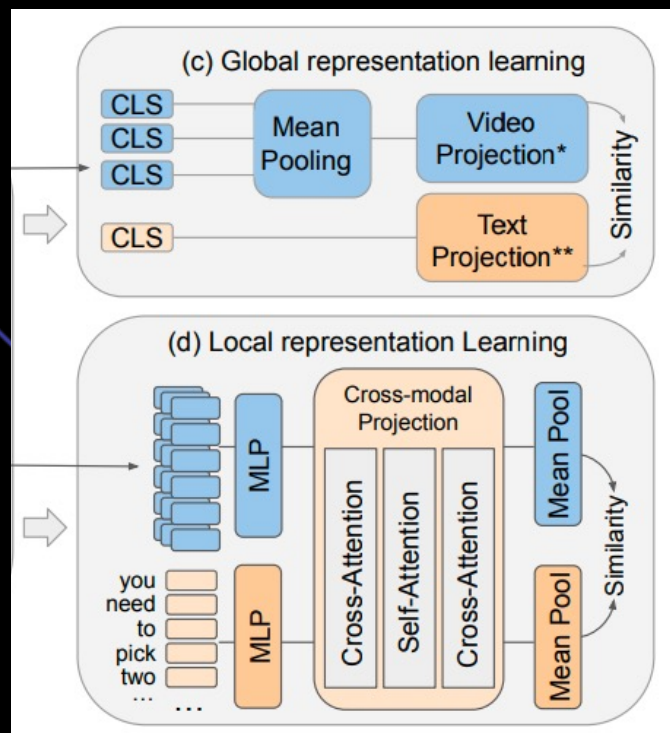 (c) Global representation learning
CLS
CLS
CLS
Mean
Pooling
Video
Projection*
CLS
Text
Projection**
Similarity
(d) Local representation Learning
MLP
Cross-modal
Projection
Cross-Attention
Self-Attention
Cross-Attention
Mean Pool
Similarity
you
need
to
pick
two
...
...
MLP
Mean Pool